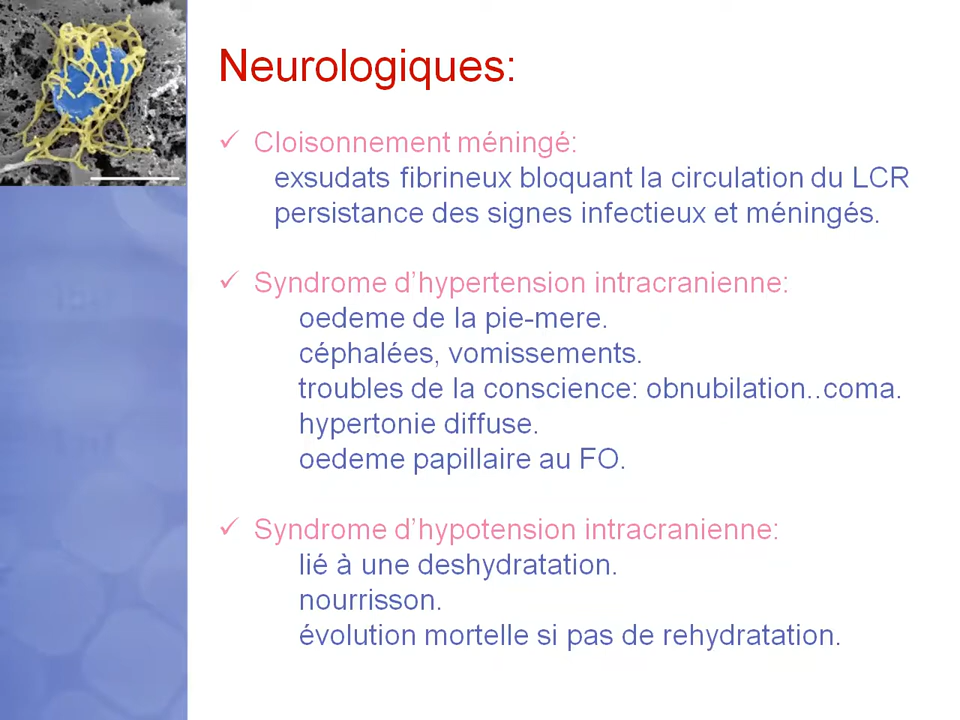 Neurologiques:
✓ Cloisonnement méningé:
exsudats fibrineux bloquant la circulation du LCR
persistance des signes infectieux et méningés.
✓ Syndrome d’hypertension intracranienne:
oedeme de la pie-mere.
céphalées, vomissements.
troubles de la conscience: obnubilation..coma.
hypertonie diffuse.
oedeme papillaire au FO.
✓ Syndrome d’hypotension intracranienne:
lié à une deshydratation.
nourrisson.
évolution mortelle si pas de rehydratation.